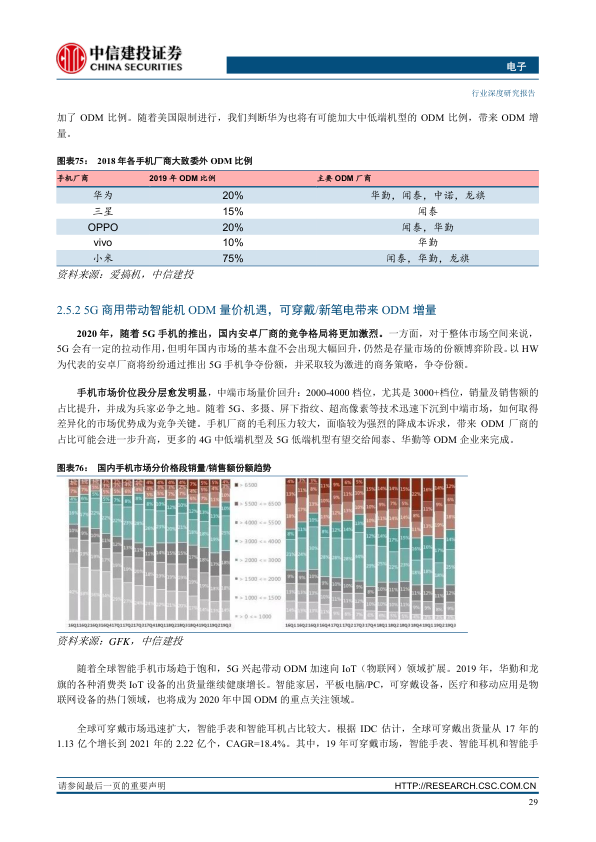 中信建投证券
CHINA SECURITIES
电子
行业深度研究报告
加了 ODM 比例。随着美国限制进行，我们判断华为也将有可能加大中低端机型的 ODM 比例，带来 ODM 增
量。
图表75： 2018 年各手机厂商大致委外 ODM 比例
手机厂商 2019 年 ODM 比例 主要 ODM 厂商
华为 20% 华勤，闻泰，中诺，龙旗
三星 15% 闻泰
OPPO 20% 闻泰，华勤
vivo 10% 华勤
小米 75% 闻泰，华勤，龙旗
资料来源：爱搞机，中信建投
2.5.2 5G 商用带动智能机 ODM 量价机遇，可穿戴/新笔电带来 ODM 增量
2020 年，随着 5G 手机的推出，国内安卓厂商的竞争格局将更加激烈。一方面，对于整体市场空间来说，
5G 会有一定的拉动作用，但明年国内市场的基本盘不会出现大幅回升，仍然是存量市场的份额博弈阶段。以 HW
为代表的安卓厂商将纷纷通过推出 5G 手机争夺份额，并采取较为激进的商务策略，争夺份额。
手机市场价位段分层愈发明显，中端市场量价回升：2000-4000 档位，尤其是 3000+档位，销量及销售额的
占比提升，并成为兵家必争之地。随着 5G、多摄、屏下指纹、超高像素等技术迅速下沉到中端市场，如何取得
差异化的市场优势成为竞争关键。手机厂商的毛利压力较大，面临较为强烈的降成本诉求，带来 ODM 厂商的
占比可能会进一步升高，更多的 4G 中低端机型及 5G 低端机型有望交给闻泰、华勤等 ODM 企业来完成。
图表76： 国内手机市场分价格段销量/销售额份额趋势
资料来源：GFK，中信建投
随着全球智能手机市场趋于饱和，5G 兴起带动 ODM 加速向 IoT（物联网）领域扩展。2019 年，华勤和龙
旗的各种消费类 IoT 设备的出货量继续健康增长。智能家居，平板电脑/PC，可穿戴设备，医疗和移动应用是物
联网设备的热门领域，也将成为 2020 年中国 ODM 的重点关注领域。
全球可穿戴市场迅速扩大，智能手表和智能耳机占比较大。根据 IDC 估计，全球可穿戴出货量从 17 年的
1.13 亿个增长到 2021 年的 2.22 亿个，CAGR=18.4%。其中，19 年可穿戴市场，智能手表、智能耳机和智能手
请参阅最后一页的重要声明
HTTP://RESEARCH.CSC.COM.CN
29